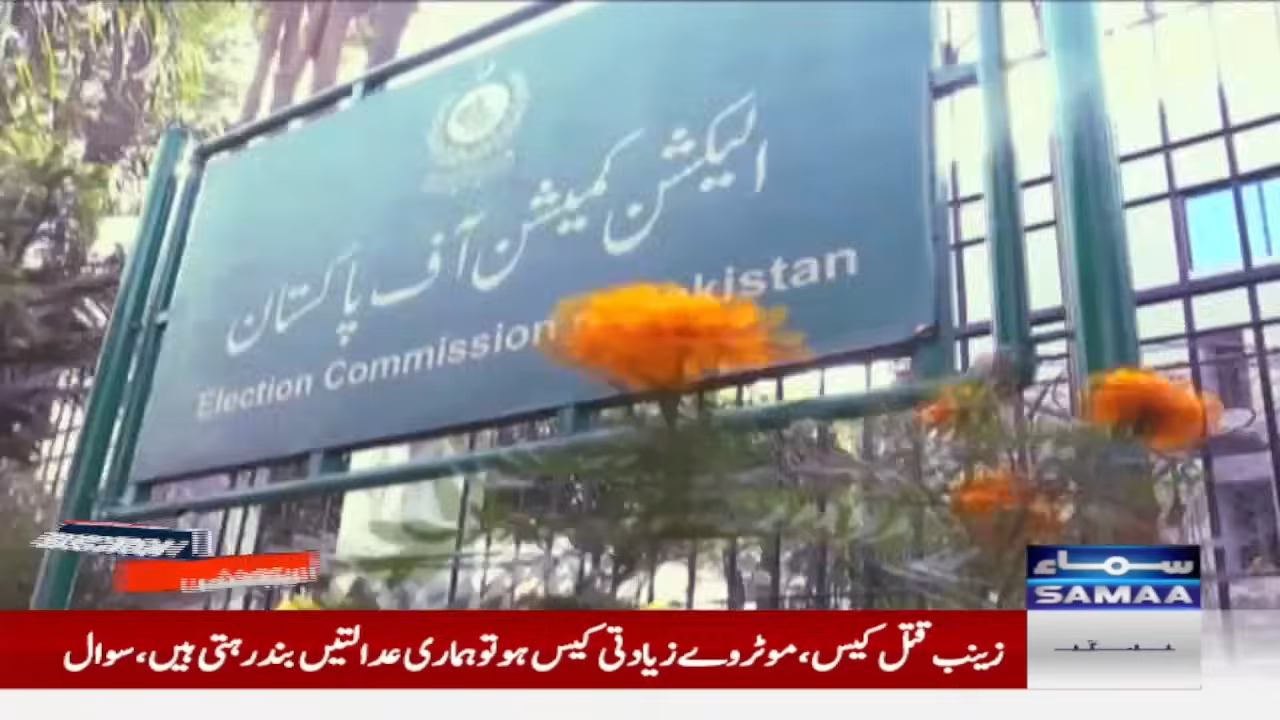 الیکشن کمیشن آف پاکستان
Election Commission
سماء
SAMAA
زینب قتل کیس، موٹروے زیادتی کیس ہو تو ہماری عدالتیں بند رہتی ہیں، سوال